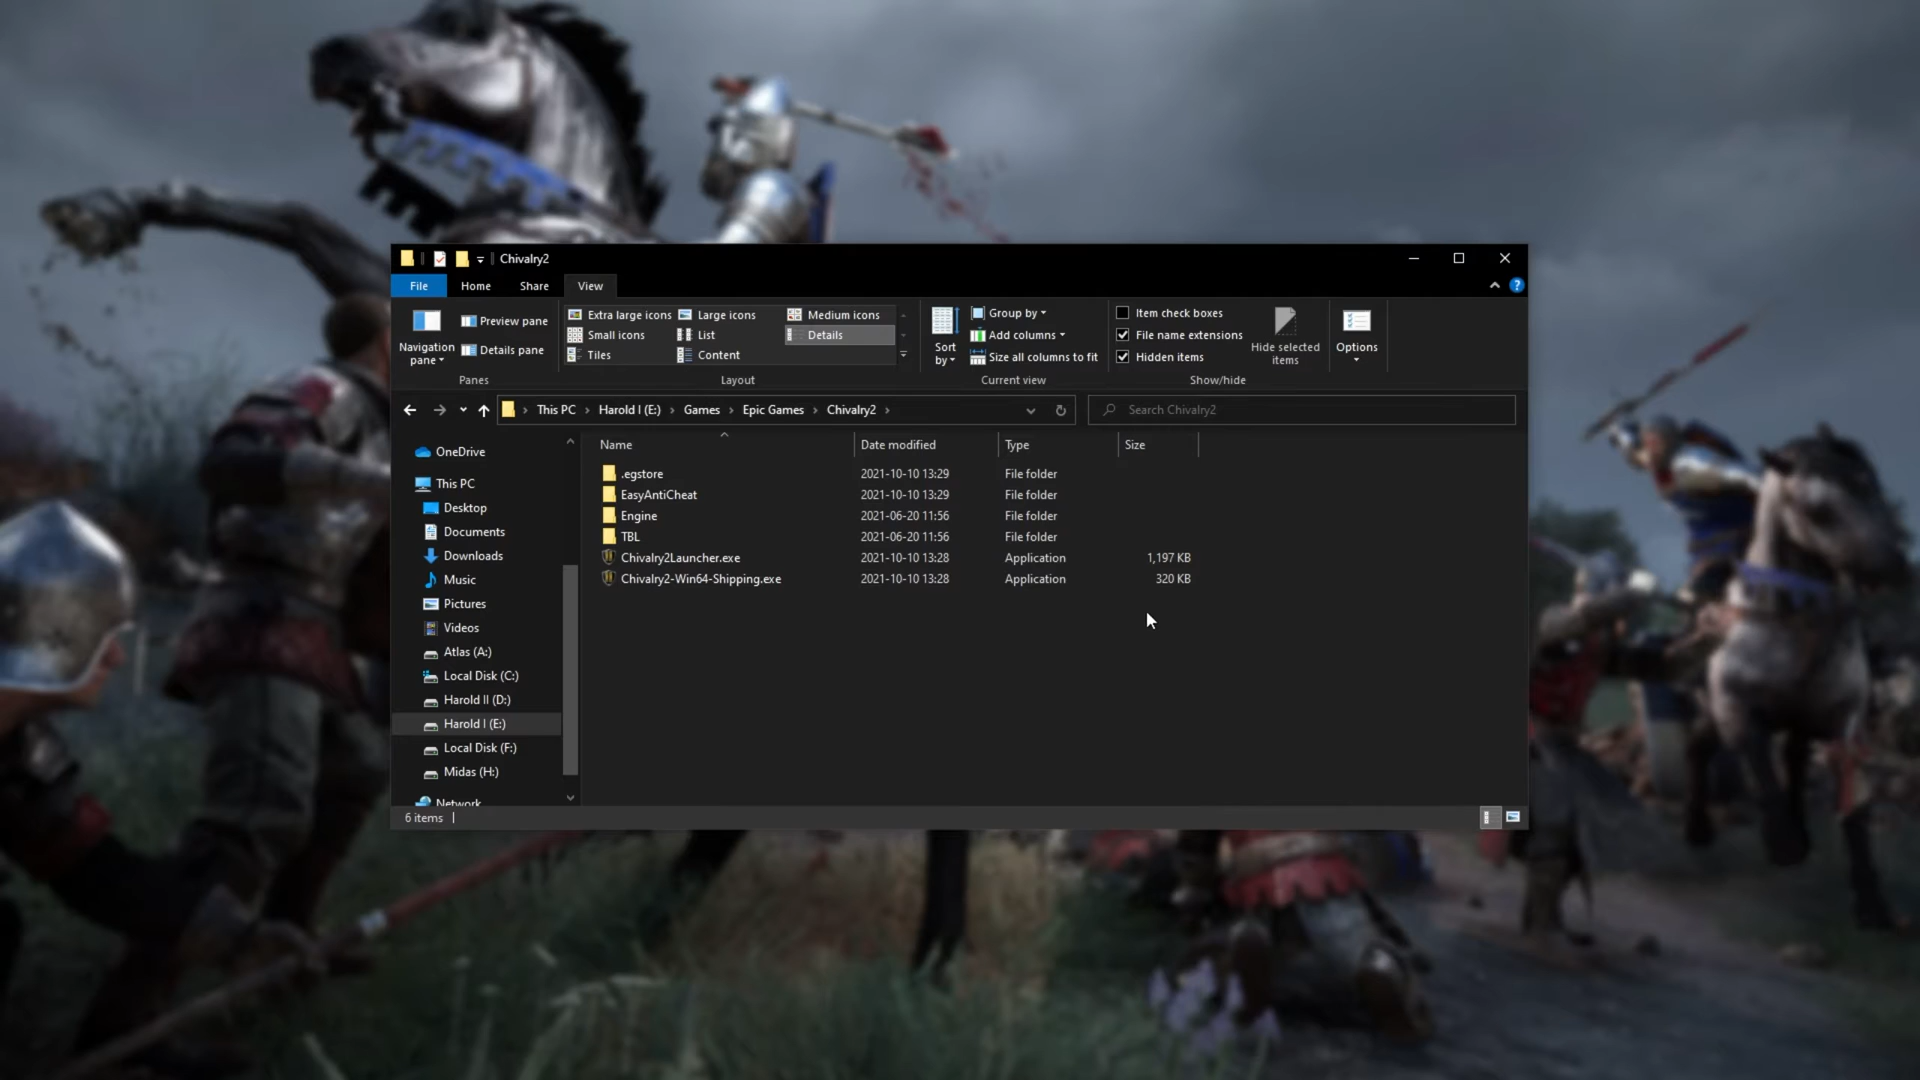 Chivalry2
File Home Share View
Navigation pane
Preview pane
Details pane
Panes
Extra large icons Large icons Medium icons
Small icons List Details
Tiles Content
Layout
Sort by
Group by
Add columns
Size all columns to fit
Current view
Item check boxes
File name extensions
Hidden items
Hide selected items
Show/hide
Options
This PC Harold I (E:) Games Epic Games Chivalry2
Search Chivalry2
OneDrive
This PC
Desktop
Documents
Downloads
Music
Pictures
Videos
Atlas (A:)
Local Disk (C:)
Harold II (D:)
Harold I (E:)
Local Disk (F:)
Midas (H:)
Network
Name Date modified Type Size
.egstore 2021-10-10 13:29 File folder
EasyAntiCheat 2021-10-10 13:29 File folder
Engine 2021-06-20 11:56 File folder
TBL 2021-06-20 11:56 File folder
Chivalry2Launcher.exe 2021-10-10 13:28 Application 1,197 KB
Chivalry2-Win64-Shipping.exe 2021-10-10 13:28 Application 320 KB
6 items